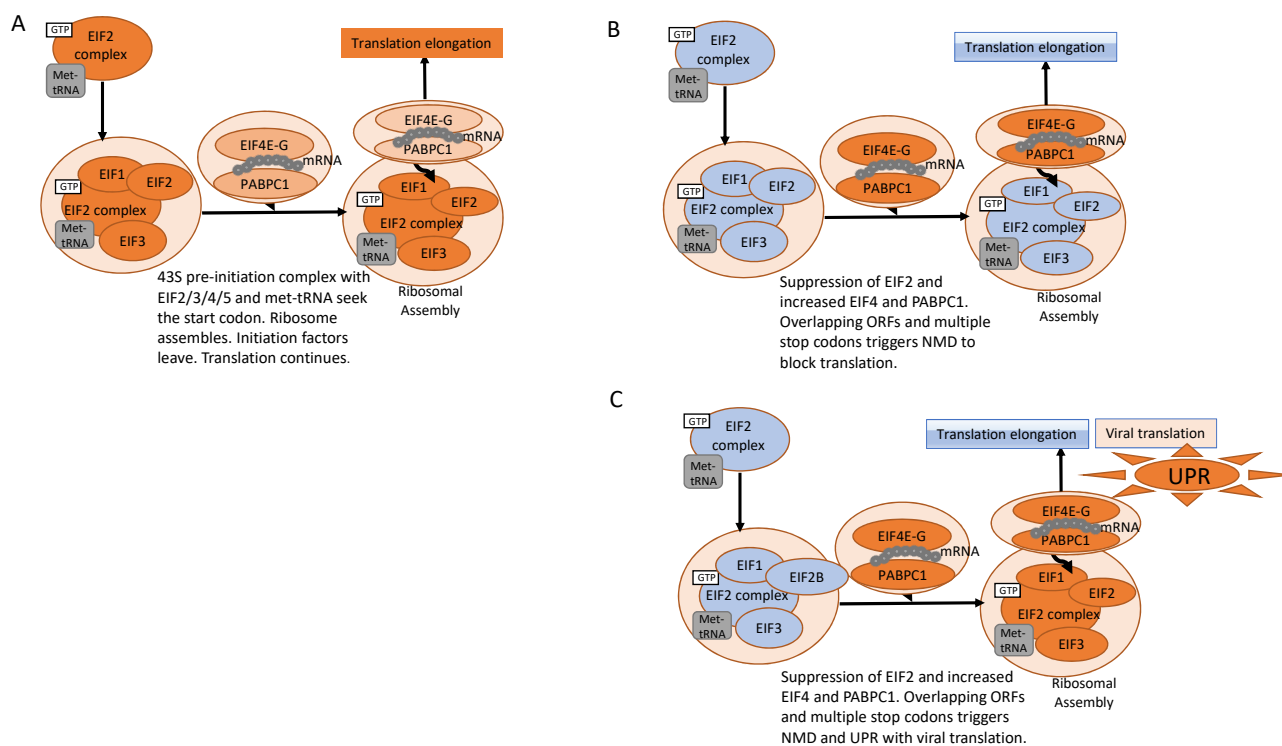 A
GTP
EIF2
complex
Met-
tRNA
Translation elongation
EIF4E-G
mRNA
PABPC1
EIF4E-G
mRNA
PABPC1
GTP
EIF1
EIF2
EIF2 complex
Met-
tRNA
EIF3
GTP
EIF1
EIF2
EIF2 complex
Met-
tRNA
EIF3
Ribosomal
Assembly
43S pre-initiation complex with
EIF2/3/4/5 and met-tRNA seek
the start codon. Ribosome
assembles. Initiation factors
leave. Translation continues.
B
GTP
EIF2
complex
Met-
tRNA
Translation elongation
EIF4E-G
mRNA
PABPC1
EIF4E-G
mRNA
PABPC1
GTP
EIF1
EIF2
EIF2 complex
Met-
tRNA
EIF3
GTP
EIF1
EIF2
EIF2 complex
Met-
tRNA
EIF3
Ribosomal
Assembly
Suppression of EIF2 and
increased EIF4 and PABPC1.
Overlapping ORFs and multiple
stop codons triggers NMD to
block translation.
C
GTP
EIF2
complex
Met-
tRNA
Translation elongation
Viral translation
UPR
EIF4E-G
mRNA
PABPC1
EIF4E-G
mRNA
PABPC1
GTP
EIF1
EIF2B
EIF2 complex
Met-
tRNA
EIF3
GTP
EIF1
EIF2
EIF2 complex
Met-
tRNA
EIF3
Ribosomal
Assembly
Suppression of EIF2 and increased
EIF4 and PABPC1. Overlapping ORFs
and multiple stop codons triggers
NMD and UPR with viral translation.